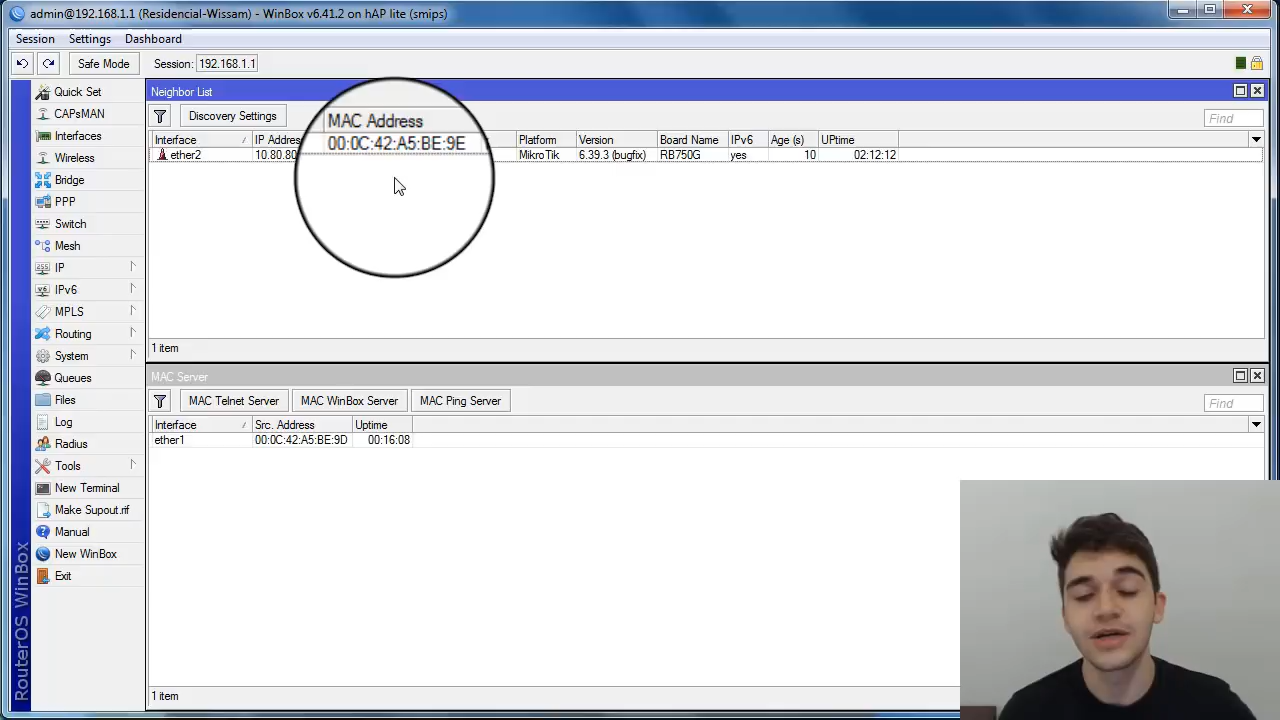 admin@192.168.1.1 (Residencial-Wissam) - WinBox v6.41.2 on hAP lite (smips)
Session Settings Dashboard
Safe Mode Session: 192.168.1.1
Quick Set
CAPsMAN
Interfaces
Wireless
Bridge
PPP
Switch
Mesh
IP
IPv6
MPLS
Routing
System
Queues
Files
Log
Radius
Tools
New Terminal
Make Supout.rif
Manual
New WinBox
Exit
RouterOS WinBox
Neighbor List
Discovery Settings Find
Interface IP Addres MAC Address Platform Version Board Name IPv6 Age (s) UPtime
ether2 10.80.80 00:0C:42:A5:BE:9E MikroTik 6.39.3 (bugfix) RB750G yes 10 02:12:12
1 item
MAC Server
MAC Telnet Server MAC WinBox Server MAC Ping Server Find
Interface Src. Address Uptime
ether1 00:0C:42:A5:BE:9D 00:16:08
1 item